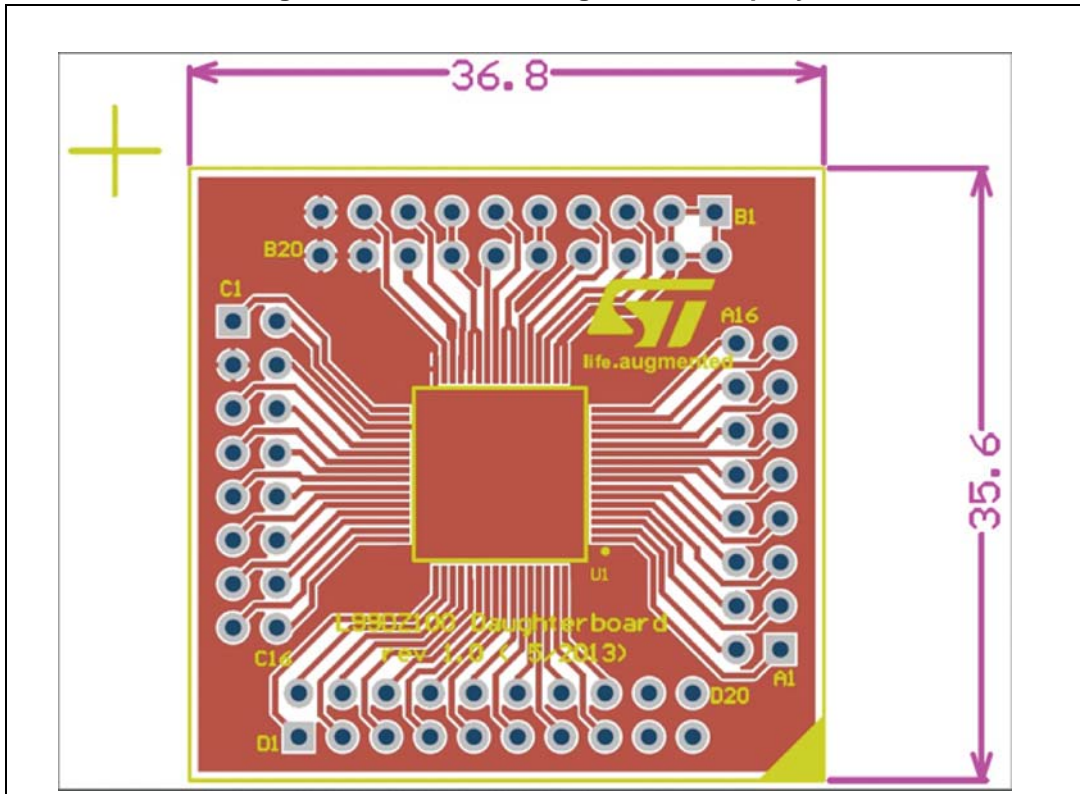 36.8
B1
B20
C1
A16
ST
life.augmented
35.6
U1
Daughterboard
rev 1.0 ( 5/2013)
C16
A1
D20
D1